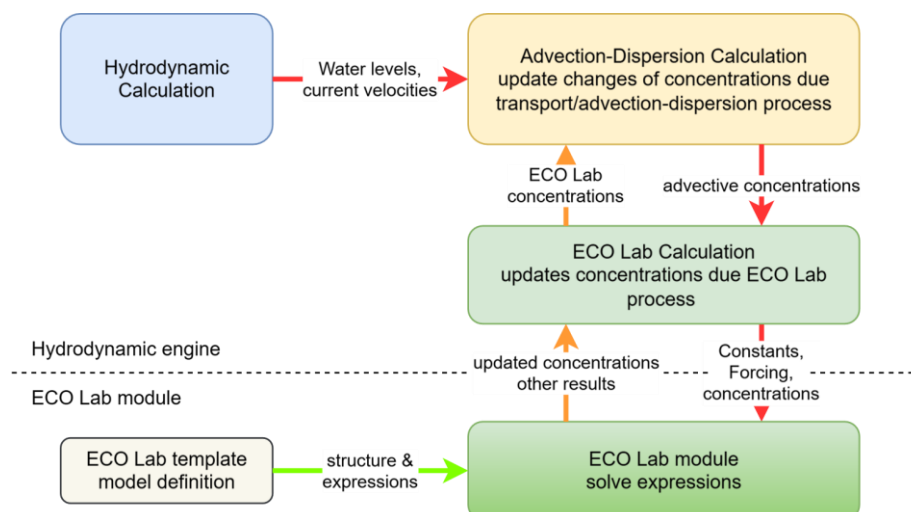 Hydrodynamic
Calculation
Water levels,
current velocities
Advection-Dispersion Calculation
update changes of concentrations due
transport/advection-dispersion process
ECO Lab
concentrations
advective concentrations
ECO Lab Calculation
updates concentrations due ECO Lab
process
Hydrodynamic engine
updated concentrations
other results
Constants,
Forcing,
concentrations
ECO Lab module
ECO Lab template
model definition
structure &
expressions
ECO Lab module
solve expressions